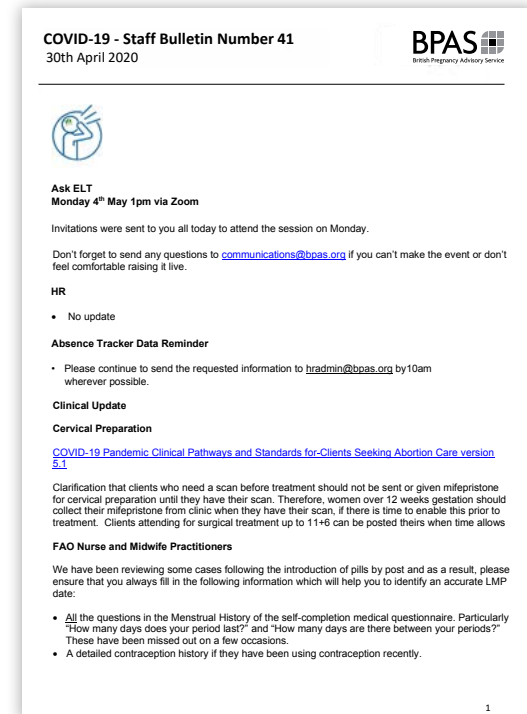 COVID-19 - Staff Bulletin Number 41
30th April 2020
BPAS
British Pregnancy Advisory Service
Ask ELT
Monday 4th May 1pm via Zoom
Invitations were sent to you all today to attend the session on Monday.
Don't forget to send any questions to communications@bpas.org if you can't make the event or don't
feel comfortable raising it live.
HR
• No update
Absence Tracker Data Reminder
• Please continue to send the requested information to hradmin@bpas.org by10am
wherever possible.
Clinical Update
Cervical Preparation
COVID-19 Pandemic Clinical Pathways and Standards for-Clients Seeking Abortion Care version
5.1
Clarification that clients who need a scan before treatment should not be sent or given mifepristone
for cervical preparation until they have their scan. Therefore, women over 12 weeks gestation should
collect their mifepristone from clinic when they have their scan, if there is time to enable this prior to
treatment.  Clients attending for surgical treatment up to 11+6 can be posted theirs when time allows
FAO Nurse and Midwife Practitioners
We have been reviewing some cases following the introduction of pills by post and as a result, please
ensure that you always fill in the following information which will help you to identify an accurate LMP
date:
• All the questions in the Menstrual History of the self-completion medical questionnaire. Particularly
"How many days does your period last?" and "How many days are there between your periods?"
These have been missed out on a few occasions.
• A detailed contraception history if they have been using contraception recently.
1